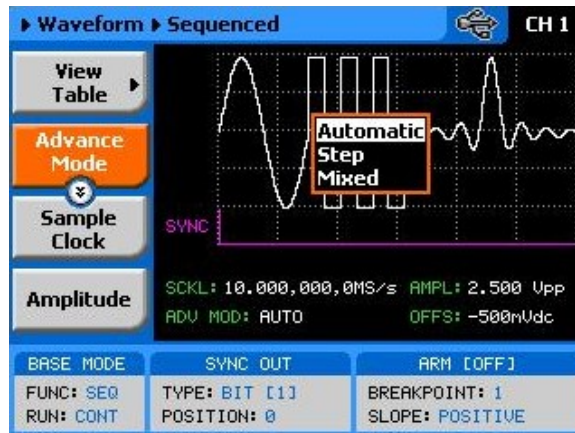 Waveform Sequenced CH 1
View
Table
Advance
Mode
Sample
Clock
Amplitude
Automatic
Step
Mixed
SYNC
SCKL: 10.000,000,0MS/s AMPL: 2.500 Vpp
ADV MOD: AUTO OFFS: -500mVdc
BASE MODE SYNC OUT ARM [OFF]
FUNC: SEQ TYPE: BIT [1] BREAKPOINT: 1
RUN: CONT POSITION: 0 SLOPE: POSITIVE